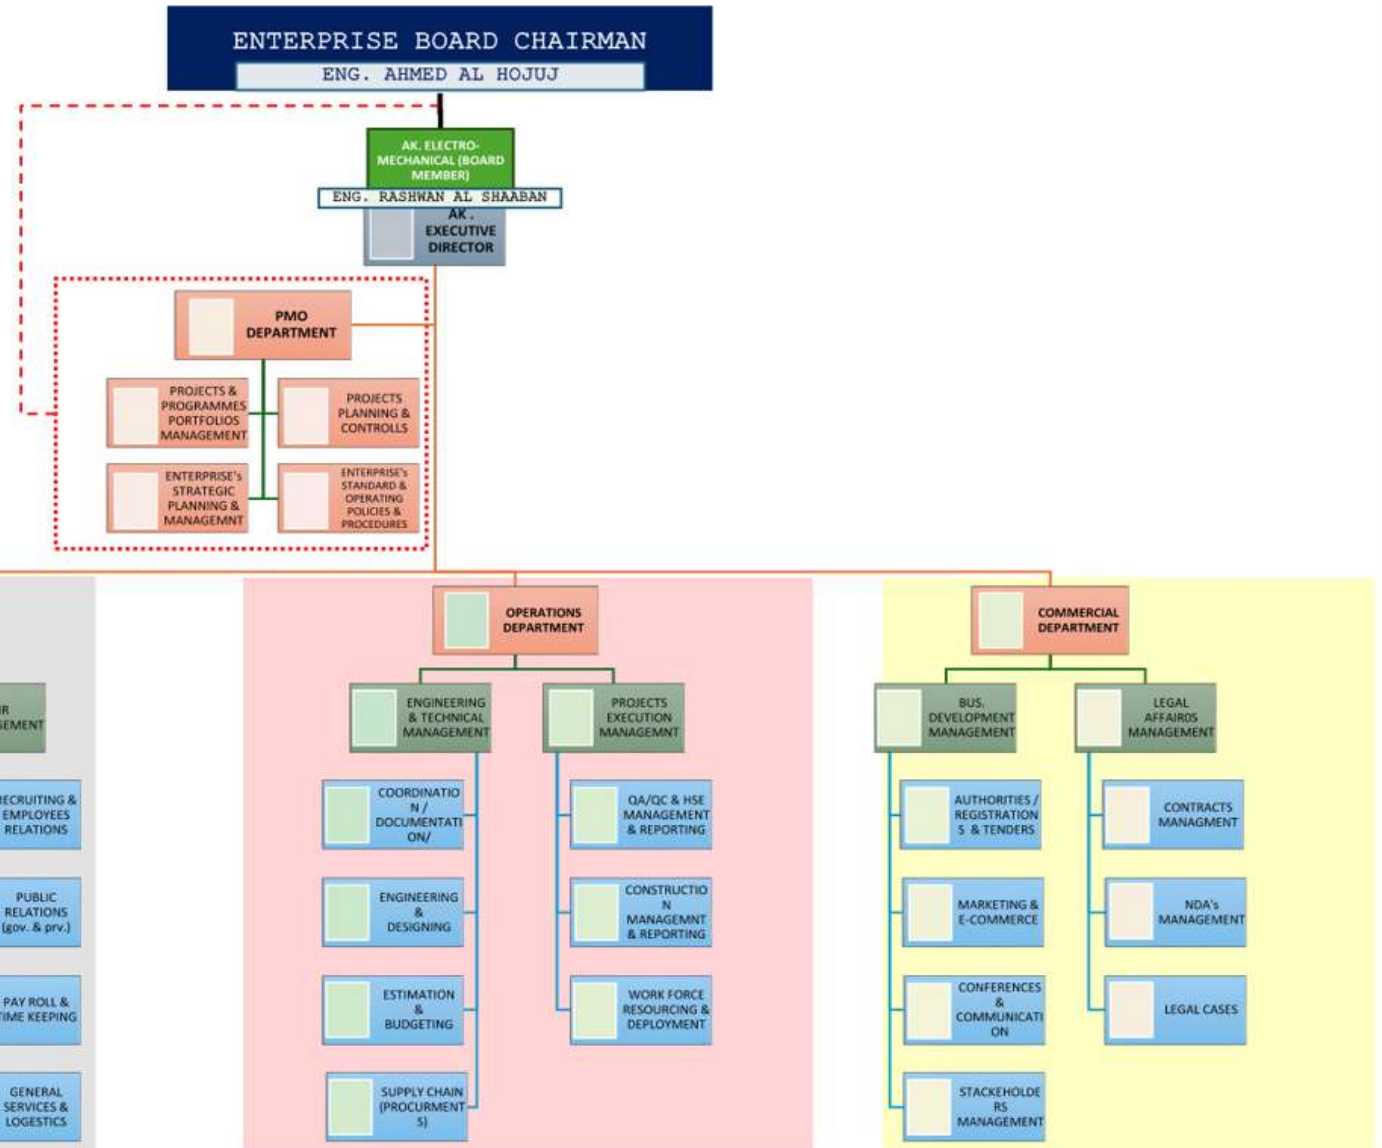 ENTERPRISE BOARD CHAIRMAN
ENG. AHMED AL HOJUJ
AK. ELECTRO-
MECHANICAL (BOARD
MEMBER)
ENG. RASHWAN AL SHAABAN
AK .
EXECUTIVE
DIRECTOR
PMO
DEPARTMENT
PROJECTS &
PROGRAMMES
PORTFOLIOS
MANAGEMENT
PROJECTS
PLANNING &
CONTROLLS
ENTERPRISE's
STRATEGIC
PLANNING &
MANAGEMNT
ENTERPRISE's
STANDARD &
OPERATING
POLICIES &
PROCEDURES
RECRUITING &
EMPLOYEES
RELATIONS
PUBLIC
RELATIONS
(gov. & prv.)
PAY ROLL &
TIME KEEPING
GENERAL
SERVICES &
LOGESTICS
OPERATIONS
DEPARTMENT
ENGINEERING
& TECHNICAL
MANAGEMENT
COORDINATIO
N /
DOCUMENTATI
ON/
ENGINEERING
&
DESIGNING
ESTIMATION
&
BUDGETING
SUPPLY CHAIN
(PROCURMENT
S)
PROJECTS
EXECUTION
MANAGEMNT
QA/QC & HSE
MANAGEMENT
& REPORTING
CONSTRUCTIO
N
MANAGEMNT
& REPORTING
WORK FORCE
RESOURCING &
DEPLOYMENT
COMMERCIAL
DEPARTMENT
BUS.
DEVELOPMENT
MANAGEMENT
AUTHORITIES /
REGISTRATION
S & TENDERS
MARKETING &
E-COMMERCE
CONFERENCES
&
COMMUNICATI
ON
STACKEHOLDE
RS
MANAGEMENT
LEGAL
AFFAIR0S
MANAGEMENT
CONTRACTS
MANAGMENT
NDA's
MANAGEMENT
LEGAL CASES